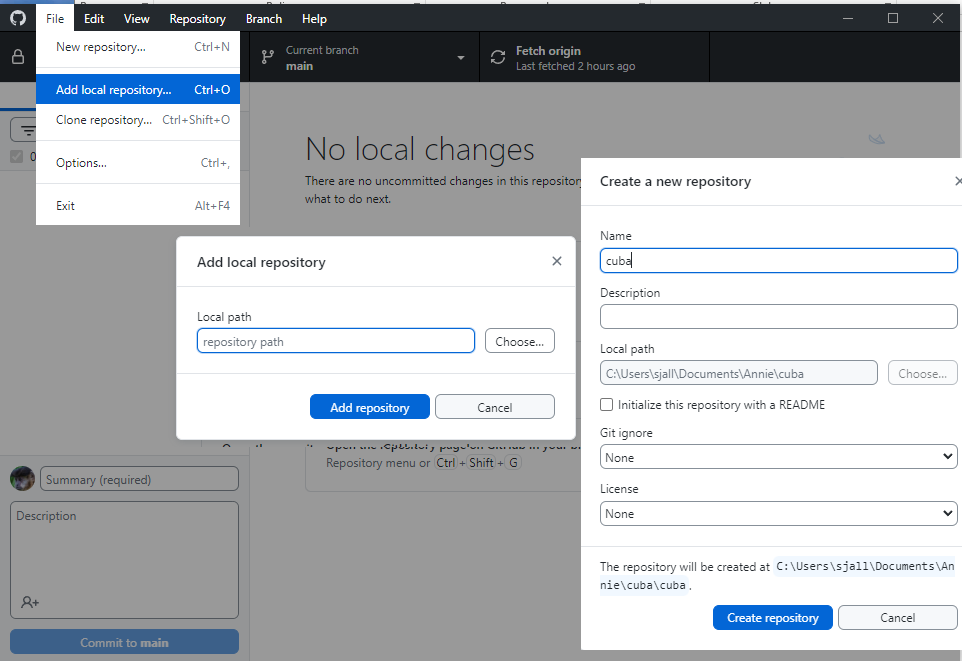 File Edit View Repository Branch Help
New repository... Ctrl+N
Add local repository... Ctrl+O
Clone repository... Ctrl+Shift+O
Options... Ctrl+,
Exit Alt+F4
Current branch
main
Fetch origin
Last fetched 2 hours ago
0
No local changes
There are no uncommitted changes in this repository
what to do next.
Add local repository
Local path
repository path
Choose...
Add repository
Cancel
Create a new repository
Name
cuba
Description
Local path
C:\Users\sjall\Documents\Annie\cuba
Choose...
Initialize this repository with a README
Git ignore
None
License
None
The repository will be created at C:\Users\sjall\Documents\An
nie\cuba\cuba.
Create repository
Cancel
Open the repository page on GitHub in your
Repository menu or Ctrl + Shift + G
Summary (required)
Description
Commit to main